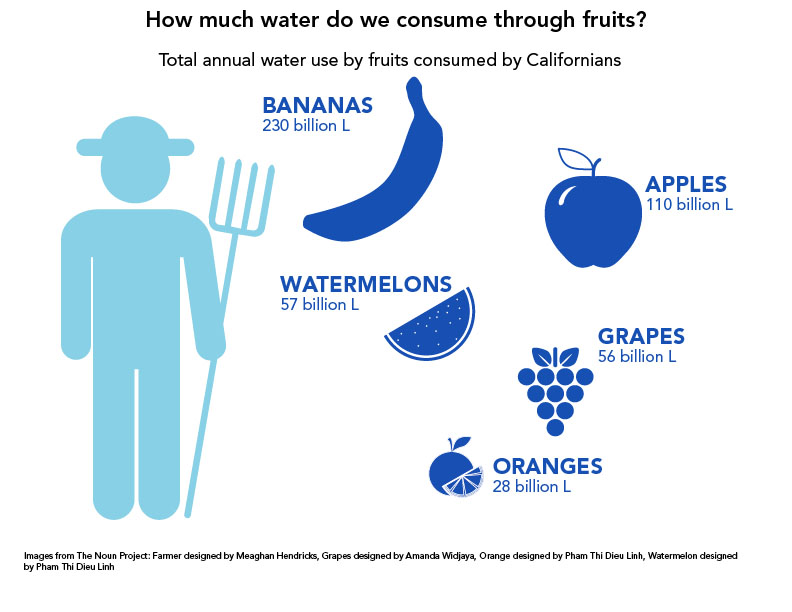 How much water do we consume through fruits?
Total annual water use by fruits consumed by Californians
BANANAS
230 billion L
APPLES
110 billion L
WATERMELONS
57 billion L
GRAPES
56 billion L
ORANGES
28 billion L
Images from The Noun Project: Farmer designed by Meaghan Hendricks, Grapes designed by Amanda Widjaya, Orange designed by Pham Thi Dieu Linh, Watermelon designed
by Pham Thi Dieu Linh